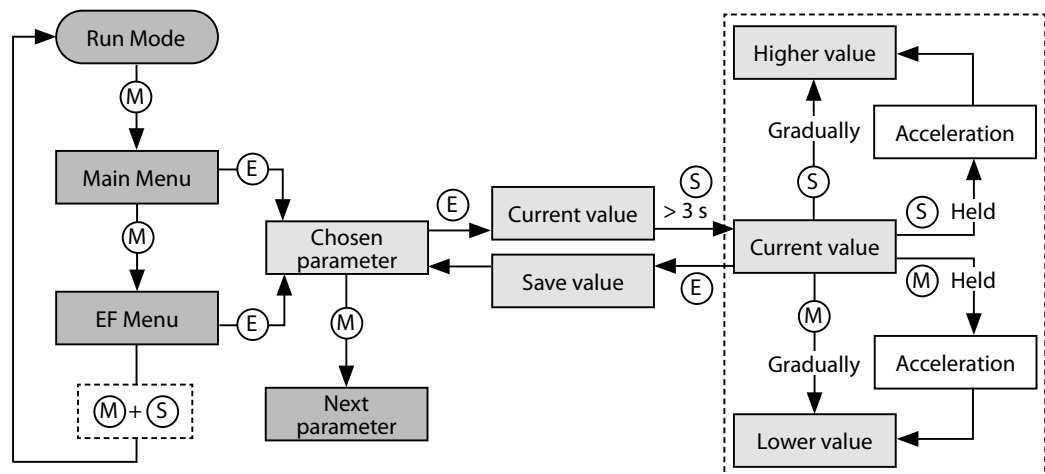 Run Mode
M
Main Menu
E
M
EF Menu
E
M + S
Chosen
parameter
M
Next
parameter
E
Current value
S
> 3 s
Save value
E
Higher value
Gradually
S
Acceleration
S Held
Current value
M Held
M
Gradually
Acceleration
Lower value